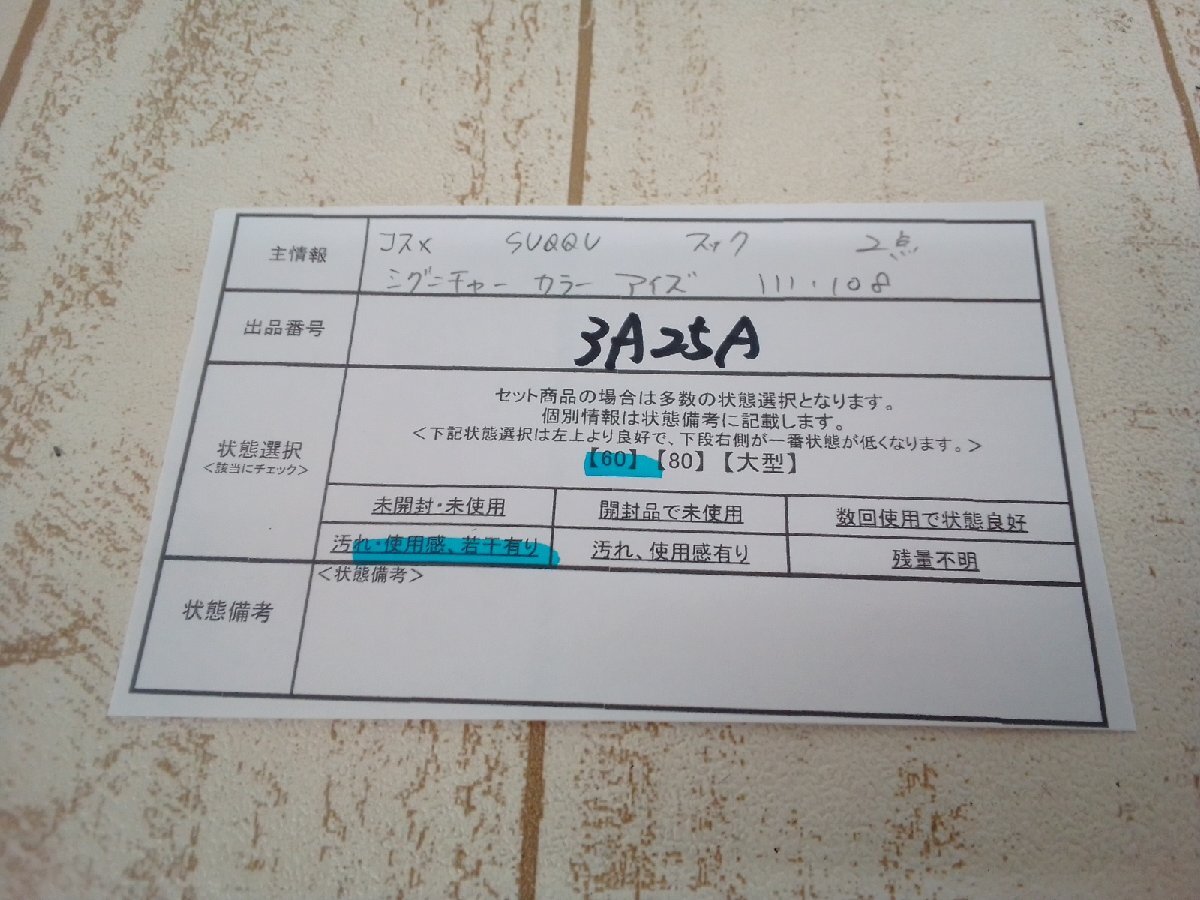 主情報
コスメ SUQQU スック 2点
シグニチャー カラー アイズ 111.108
出品番号
3A25A
状態選択
<該当にチェック>
セット商品の場合は多数の状態選択となります。
個別情報は状態備考に記載します。
<下記状態選択は左上より良好で、下段右側が一番状態が低くなります。>
【60】【80】【大型】
未開封・未使用 開封品で未使用 数回使用で状態良好
汚れ・使用感、若干有り 汚れ、使用感有り 残量不明
状態備考
<状態備考>